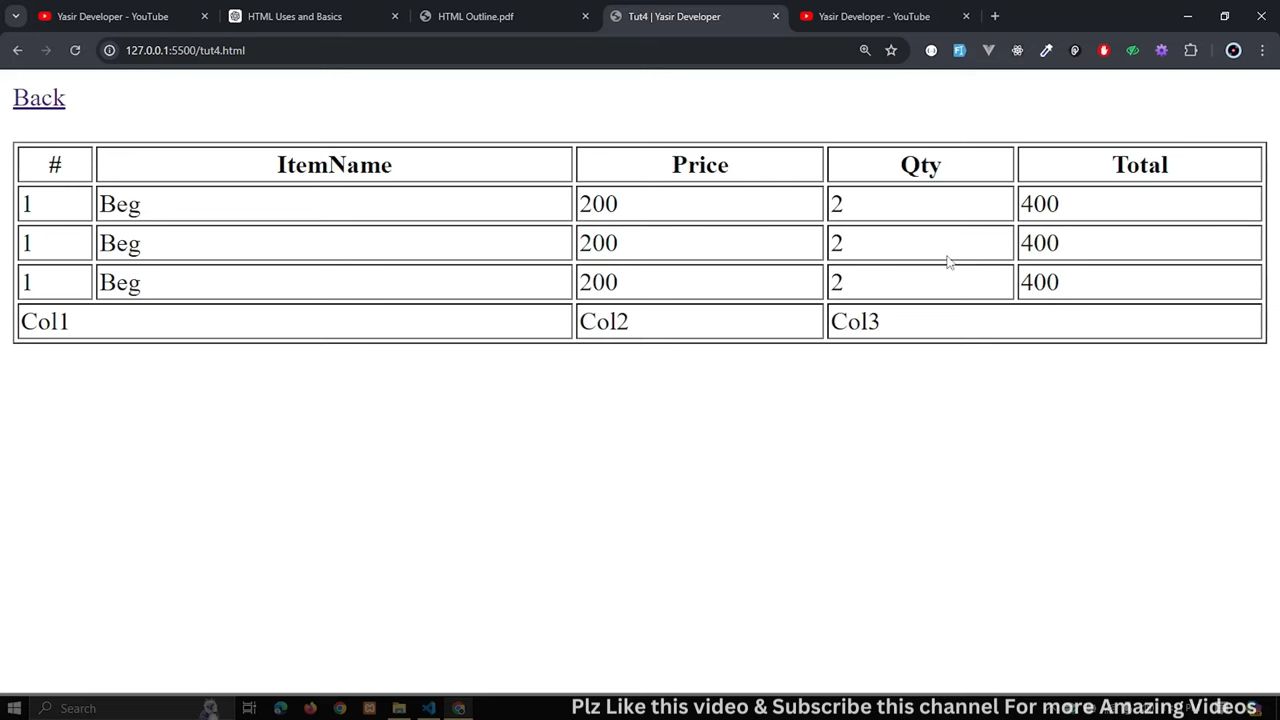 Yasir Developer - YouTube
HTML Uses and Basics
HTML Outline.pdf
Tut4 | Yasir Developer
Yasir Developer - YouTube
127.0.0.1:5500/tut4.html
Back
# ItemName Price Qty Total
1 Beg 200 2 400
1 Beg 200 2 400
1 Beg 200 2 400
Col1 Col2 Col3
Search
Plz Like this video & Subscribe this channel For more Amazing Videos